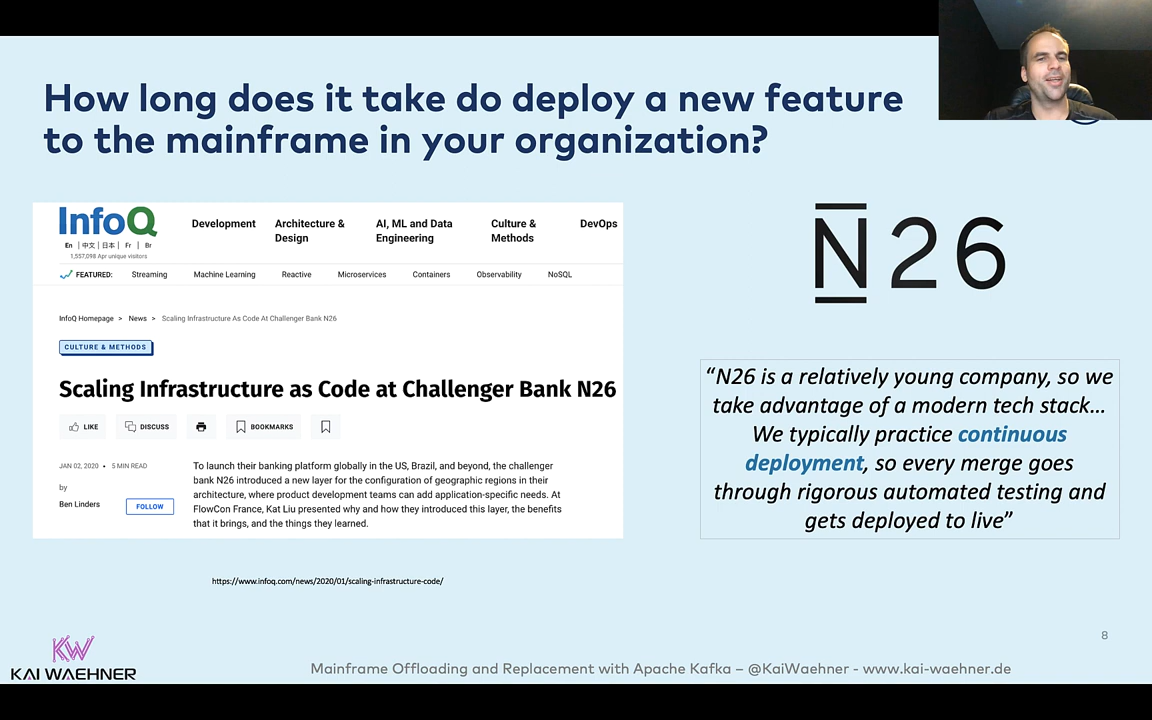 How long does it take do deploy a new feature
to the mainframe in your organization?
InfoQ
Development
Architecture &
Design
AI, ML and Data
Engineering
Culture &
Methods
DevOps
En | 中文 | 日本 | Fr | Br
1,557,098 Apr unique visitors
FEATURED: Streaming Machine Learning Reactive Microservices Containers Observability NoSQL
InfoQ Homepage > News > Scaling Infrastructure As Code At Challenger Bank N26
CULTURE & METHODS
Scaling Infrastructure as Code at Challenger Bank N26
LIKE DISCUSS BOOKMARKS
JAN 02, 2020 • 5 MIN READ
by
Ben Linders
FOLLOW
To launch their banking platform globally in the US, Brazil, and beyond, the challenger
bank N26 introduced a new layer for the configuration of geographic regions in their
architecture, where product development teams can add application-specific needs. At
FlowCon France, Kat Liu presented why and how they introduced this layer, the benefits
that it brings, and the things they learned.
https://www.infoq.com/news/2020/01/scaling-infrastructure-code/
N26
“N26 is a relatively young company, so we
take advantage of a modern tech stack...
We typically practice continuous
deployment, so every merge goes
through rigorous automated testing and
gets deployed to live”
8
KW
KAI WAEHNER
Mainframe Offloading and Replacement with Apache Kafka – @KaiWaehner - www.kai-waehner.de